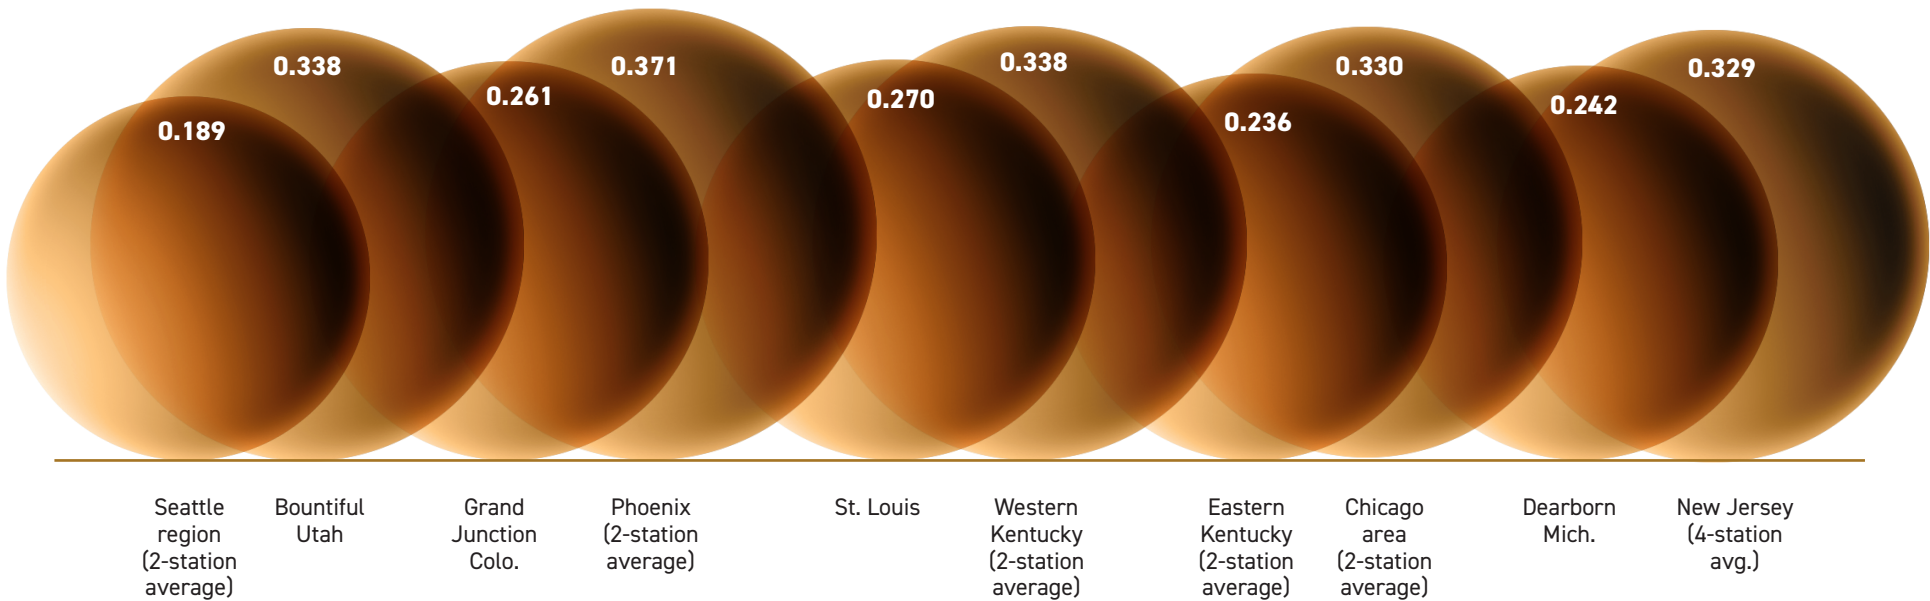 0.189
0.338
0.261
0.371
0.270
0.338
0.236
0.330
0.242
0.329
Seattle
region
(2-station
average)
Bountiful
Utah
Grand
Junction
Colo.
Phoenix
(2-station
average)
St. Louis
Western
Kentucky
(2-station
average)
Eastern
Kentucky
(2-station
average)
Chicago
area
(2-station
average)
Dearborn
Mich.
New Jersey
(4-station
avg.)